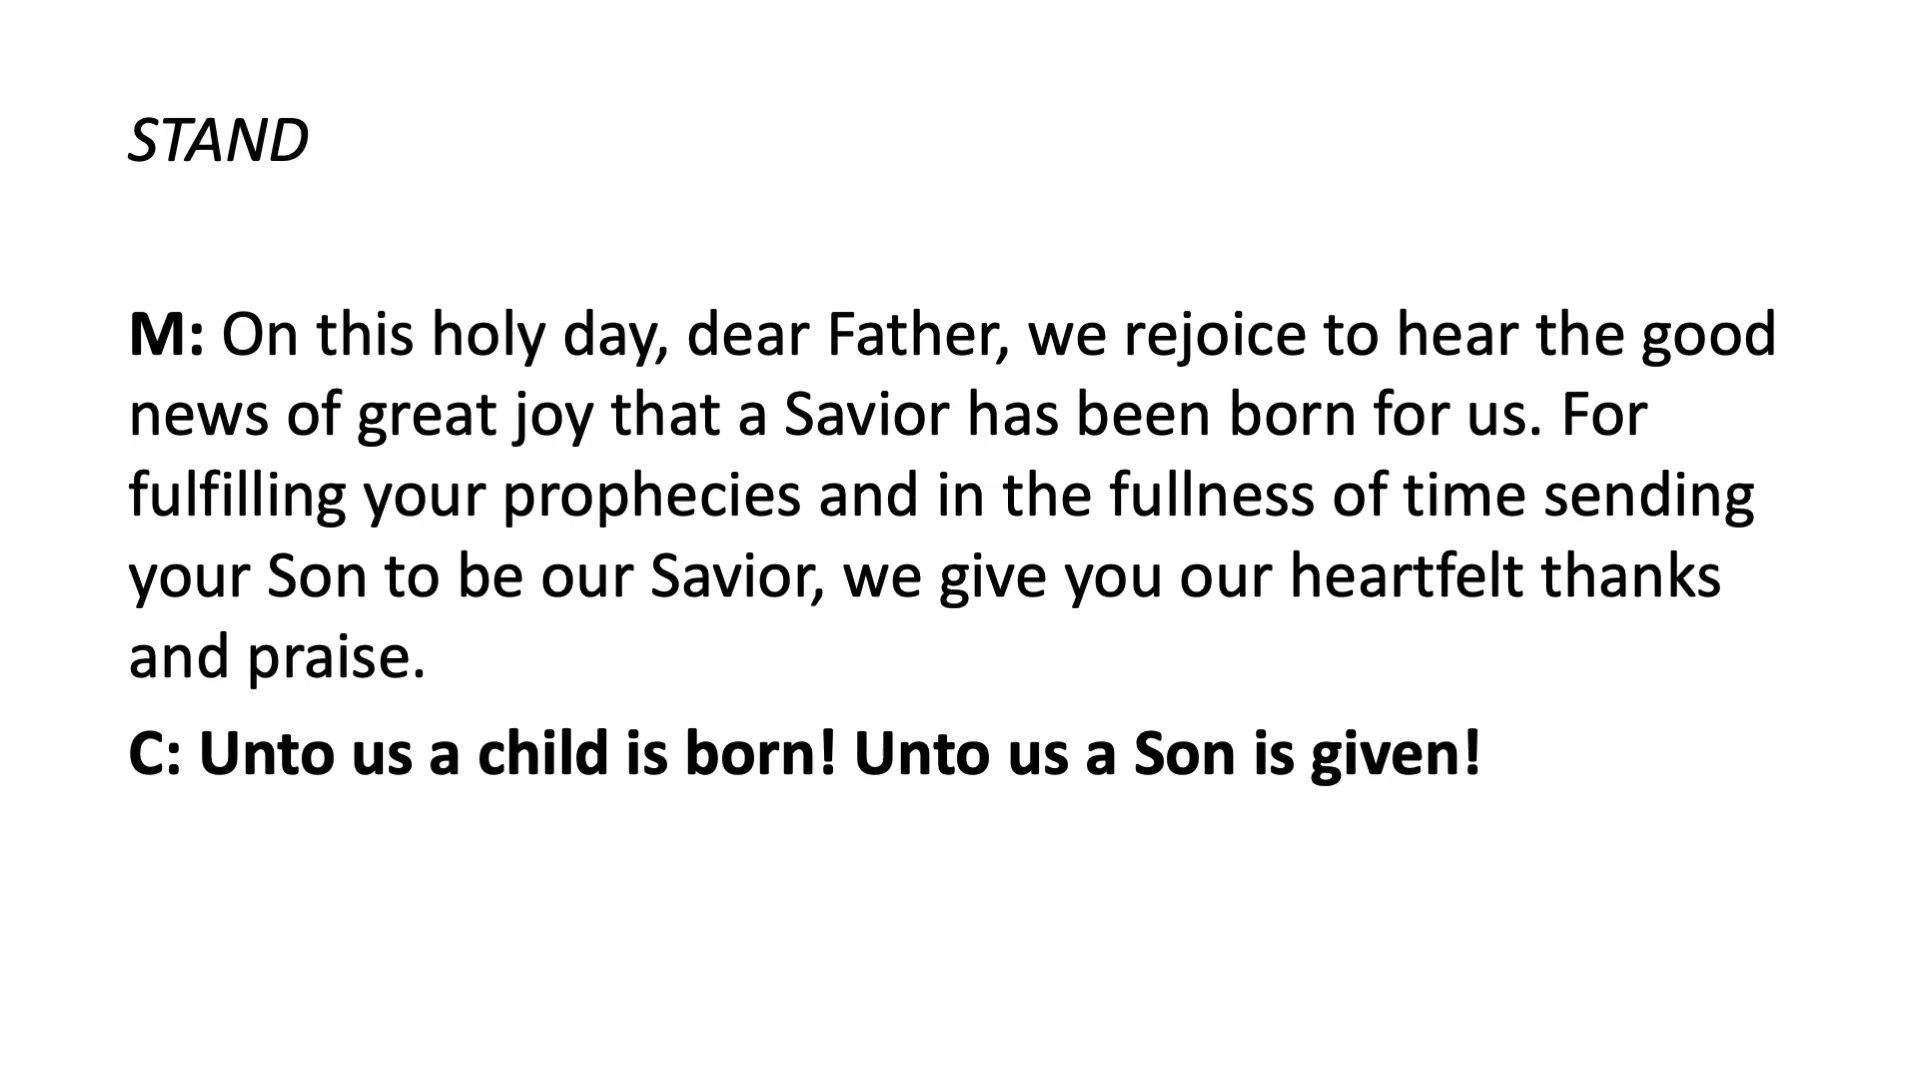 STAND
M: On this holy day, dear Father, we rejoice to hear the good
news of great joy that a Savior has been born for us. For
fulfilling your prophecies and in the fullness of time sending
your Son to be our Savior, we give you our heartfelt thanks
and praise.
C: Unto us a child is born! Unto us a Son is given!